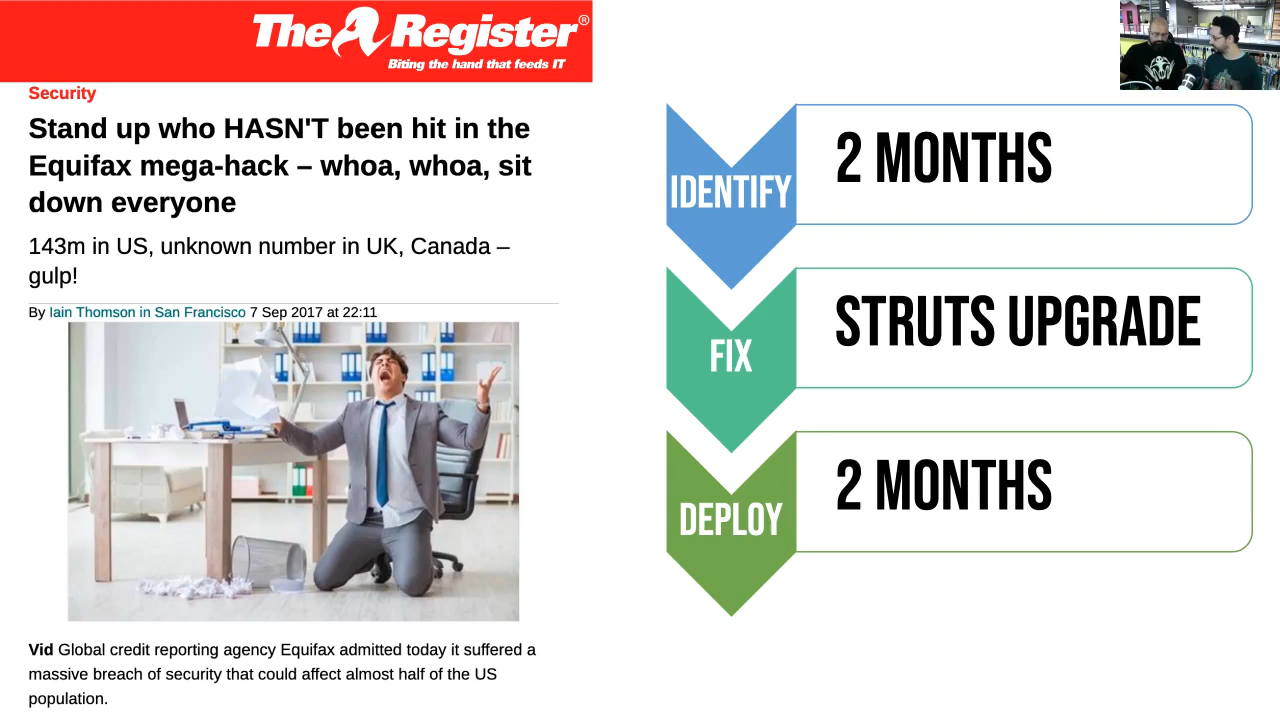 The Register®
Biting the hand that feeds IT
Security
Stand up who HASN'T been hit in the
Equifax mega-hack – whoa, whoa, sit
down everyone
143m in US, unknown number in UK, Canada –
gulp!
By Iain Thomson in San Francisco 7 Sep 2017 at 22:11
Vid Global credit reporting agency Equifax admitted today it suffered a
massive breach of security that could affect almost half of the US
population.
IDENTIFY
2 MONTHS
FIX
STRUTS UPGRADE
DEPLOY
2 MONTHS